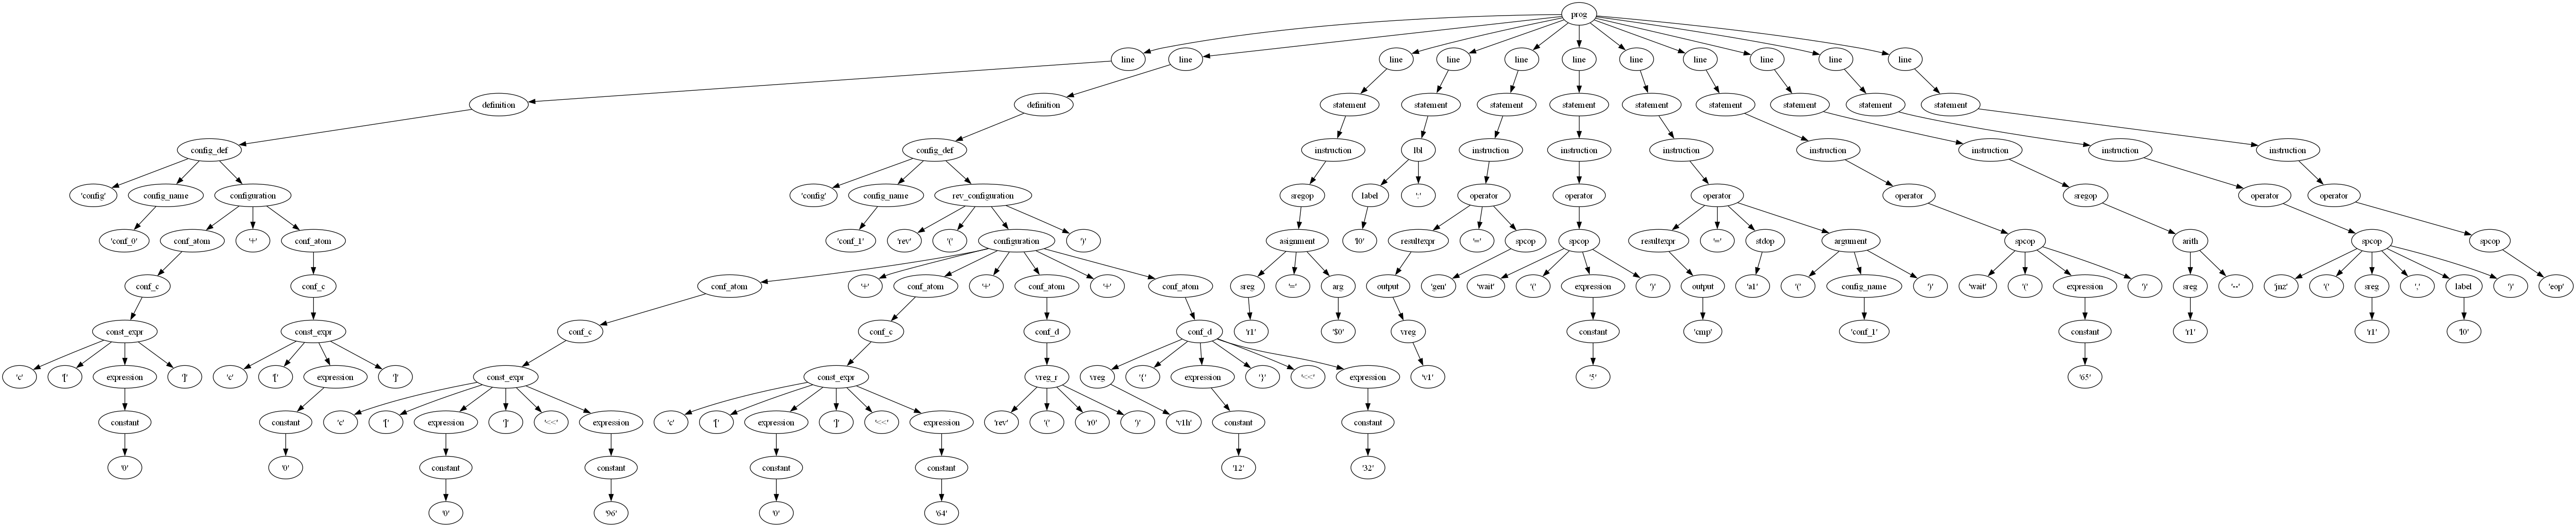 prog
line line line line line line line line line line line
definition definition statement statement statement statement statement statement statement statement statement
config_def config_def instruction lbl instruction instruction instruction instruction instruction instruction instruction
'config' config_name configuration 'config' config_name rev_configuration sregop label ':' operator operator operator operator sregop operator operator
'conf_0' conf_atom '+' conf_atom 'conf_1' 'rev' '(' configuration ')' asignment 'l0' resultexpr '=' spcop spcop resultexpr '=' stdop argument spcop arith spcop spcop
conf_c conf_c conf_atom '+' conf_atom '+' conf_atom '+' conf_atom sreg '=' arg output 'gen' 'wait' '(' expression ')' output 'a1' '(' config_name ')' 'wait' '(' expression ')' sreg '--' 'jnz' '(' sreg ',' label ')' 'eop'
const_expr const_expr conf_c conf_c conf_d conf_d 'r1' '$0' vreg constant 'cmp' 'conf_1' constant 'r1' 'r1' 'l0'
'c' '[' expression ']' 'c' '[' expression ']' const_expr const_expr vreg_r vreg '{' expression '}' '<<' expression 'v1' '5' '65'
constant constant 'c' '[' expression ']' '<<' expression 'c' '[' expression ']' '<<' expression 'rev' '(' 'r0' ')' 'v1h' constant constant
'0' '0' constant constant constant constant '12' '32'
'0' '96' '0' '64'